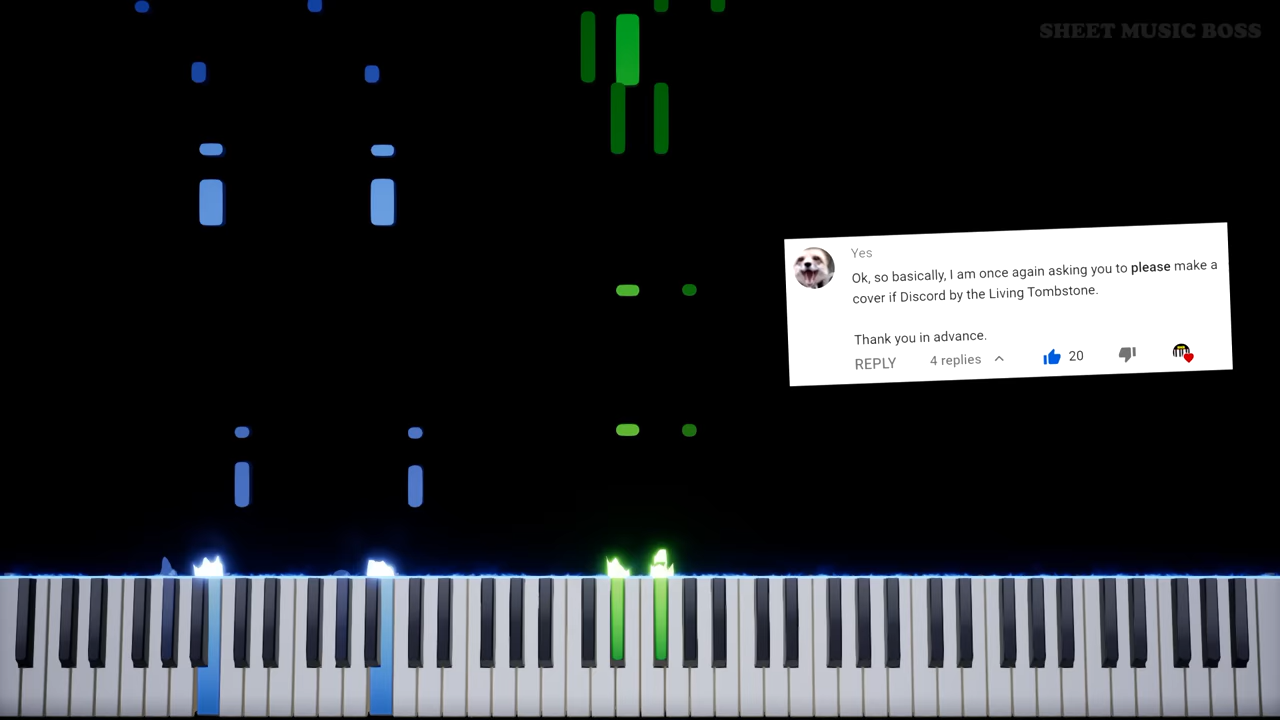 SHEET MUSIC BOSS
Yes
Ok, so basically, I am once again asking you to please make a
cover if Discord by the Living Tombstone.
Thank you in advance.
REPLY 4 replies 20